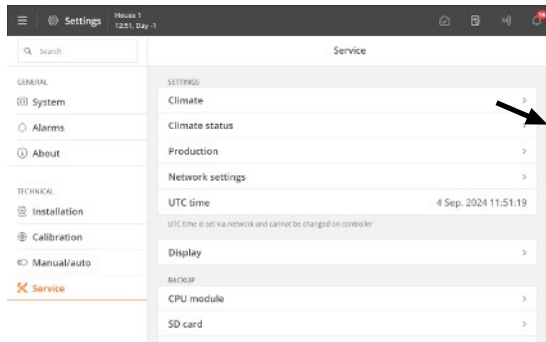 Settings
House 1
12:51, Day -1
Search
Service
GENERAL
System
Alarms
About
TECHNICAL
Installation
Calibration
Manual/auto
Service
SETTINGS
Climate
Climate status
Production
Network settings
UTC time 4 Sep. 2024 11:51:19
UTC time is set via network and cannot be changed on controller
Display
BACKUP
CPU module
SD card